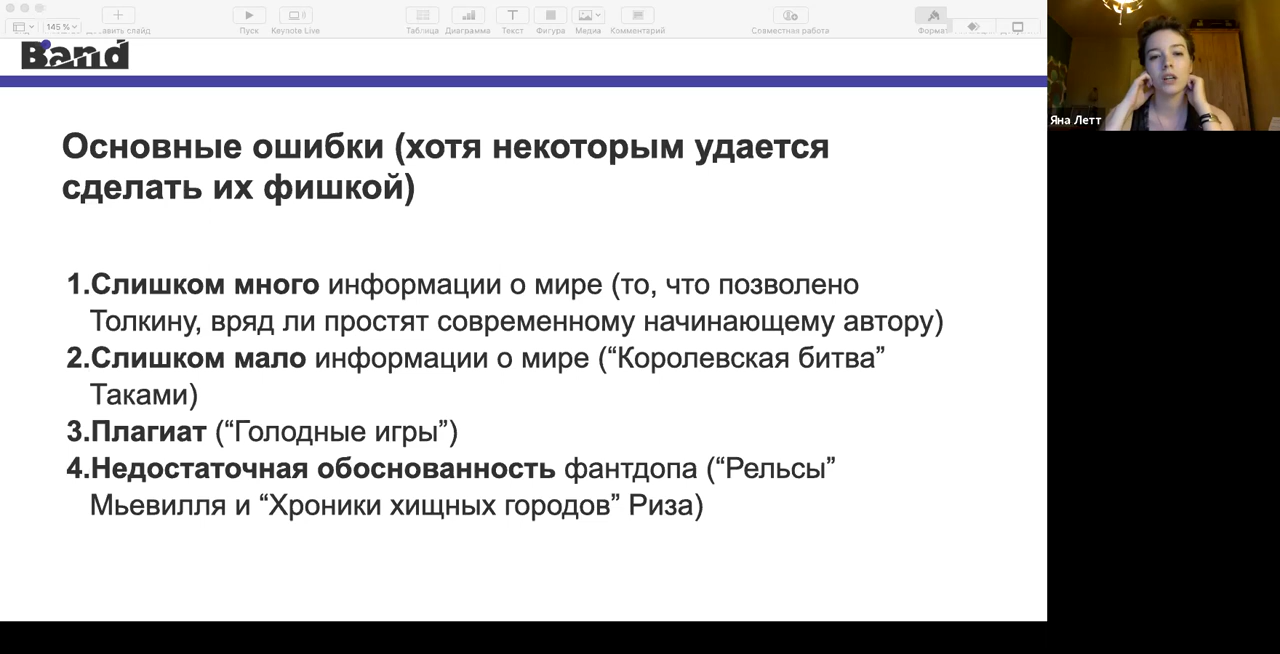 145 %
Добавить слайд
Пуск
Keynote Live
Таблица
Диаграмма
Текст
Фигура
Медиа
Комментарий
Совместная работа
Формат
Band
Яна Летт
Основные ошибки (хотя некоторым удается
сделать их фишкой)
1.Слишком много информации о мире (то, что позволено
Толкину, вряд ли простят современному начинающему автору)
2.Слишком мало информации о мире (“Королевская битва”
Таками)
3.Плагиат (“Голодные игры”)
4.Недостаточная обоснованность фантдопа (“Рельсы”
Мьевилля и “Хроники хищных городов” Риза)